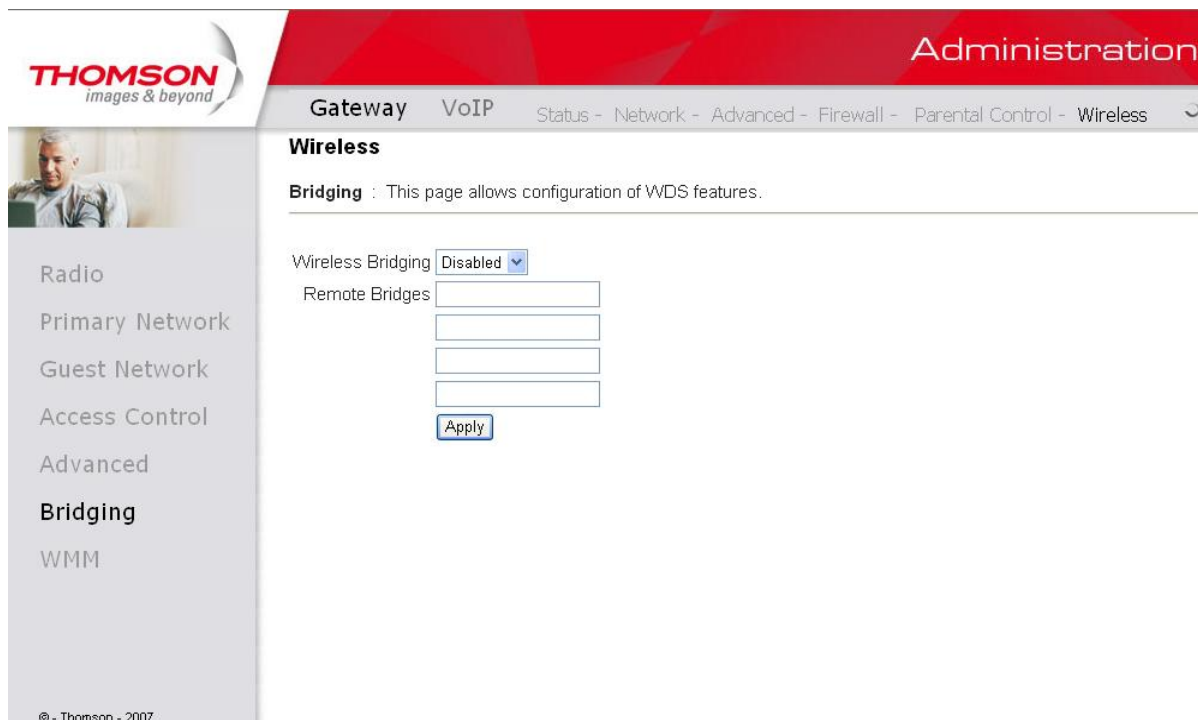 THOMSON
images & beyond
Administration
Gateway VoIP Status - Network - Advanced - Firewall - Parental Control - Wireless
Wireless
Bridging : This page allows configuration of WDS features.
Wireless Bridging Disabled
Remote Bridges
Apply
Radio
Primary Network
Guest Network
Access Control
Advanced
Bridging
WMM
© - Thomson - 2007